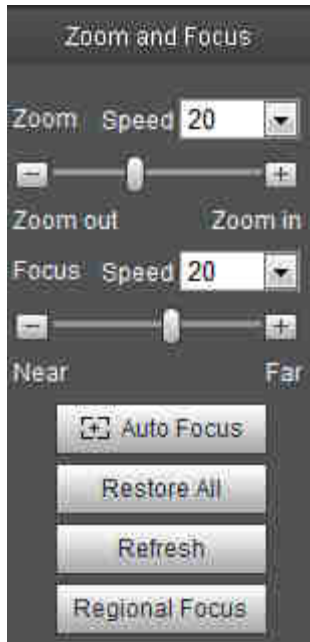 Zoom and Focus
Zoom Speed 20
Zoom out Zoom in
Focus Speed 20
Near Far
Auto Focus
Restore All
Refresh
Regional Focus